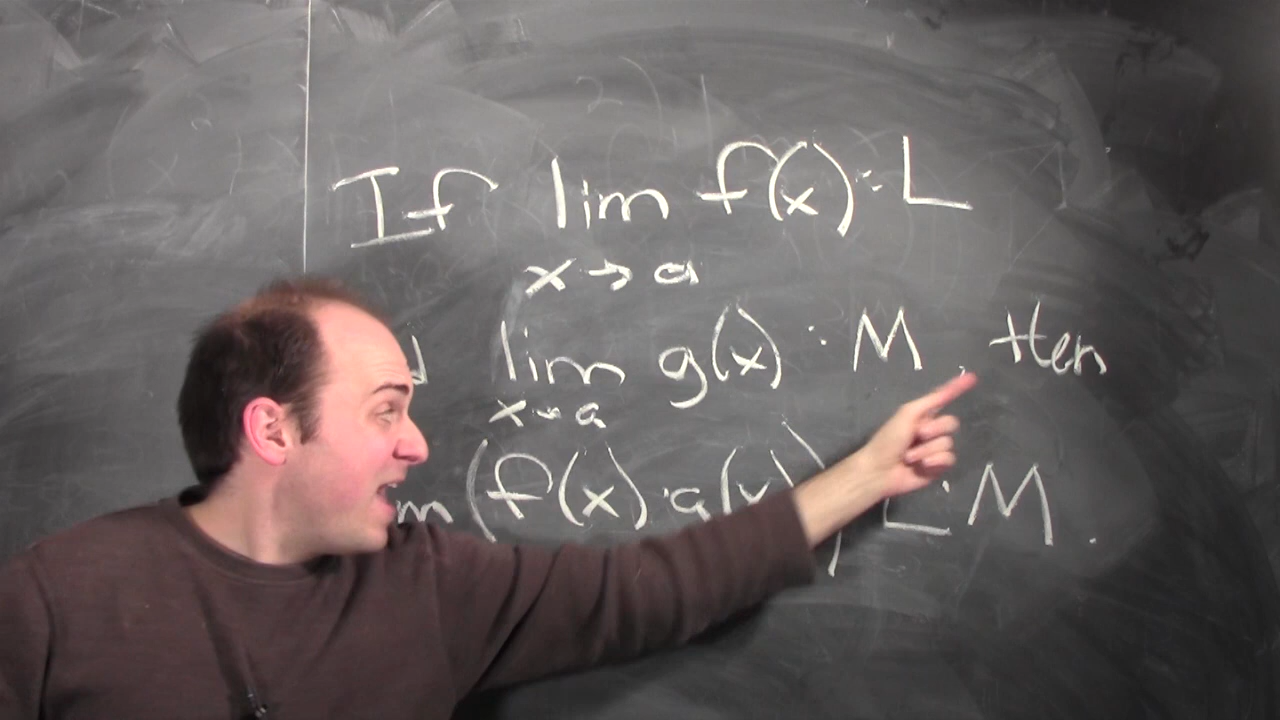 If lim f(x) = L
x → a
lim g(x) = M, then
x → a
(f(x) · g(x)) L · M.